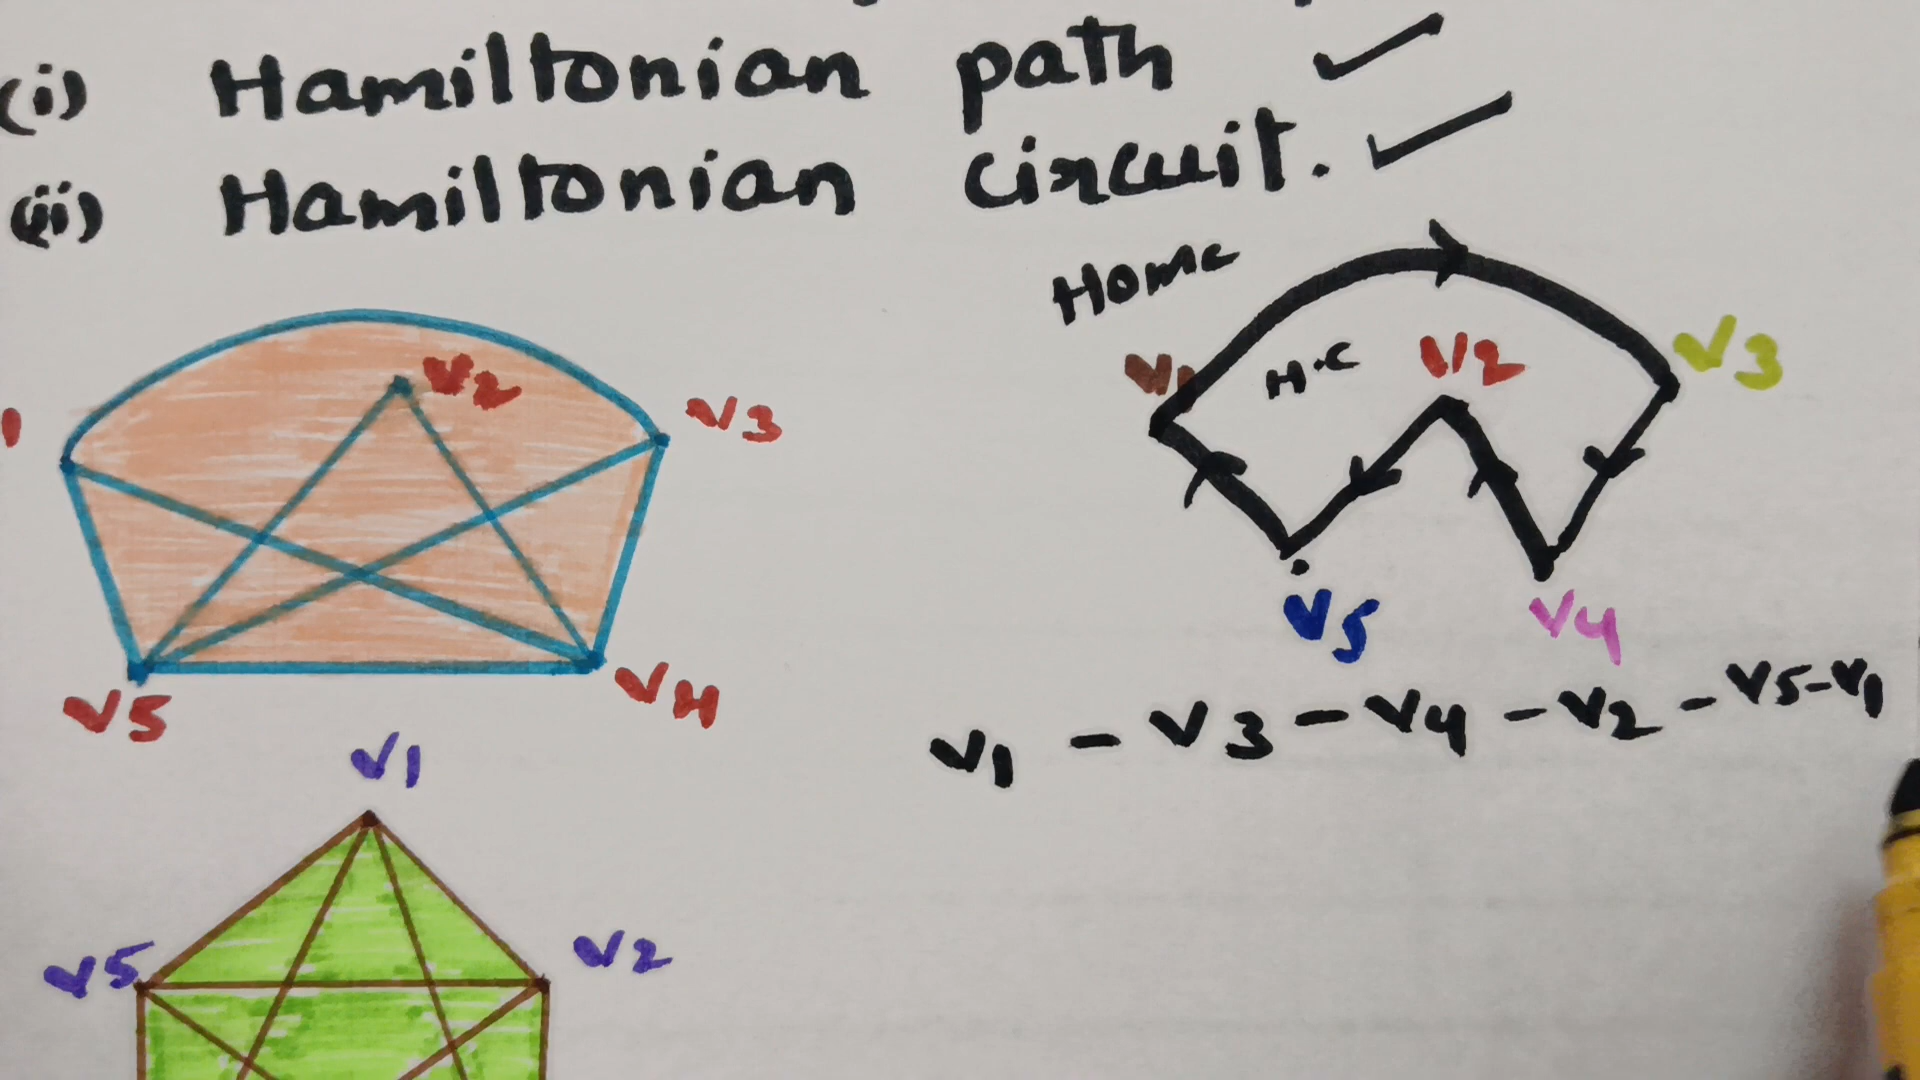 (i) Hamiltonian path
(ii) Hamiltonian circuit.
Home
V1 H.C V2 V3
V2
1 V3
V5 V4
V5 V4
V1 - V3 - V4 - V2 - V5 - V1
V1
V5 V2